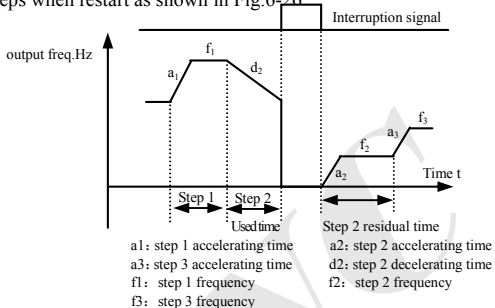 eps when restart as shown in Fig.6-26
Interruption signal
output freq.Hz
f1
a1
d2
f3
a3
f2
a2
Time t
Step 1
Step 2
Used time
Step 2 residual time
a1: step 1 accelerating time
a2: step 2 accelerating time
a3: step 3 accelerating time
d2: step 2 decelerating time
f1: step 1 frequency
f2: step 2 frequency
f3: step 3 frequency